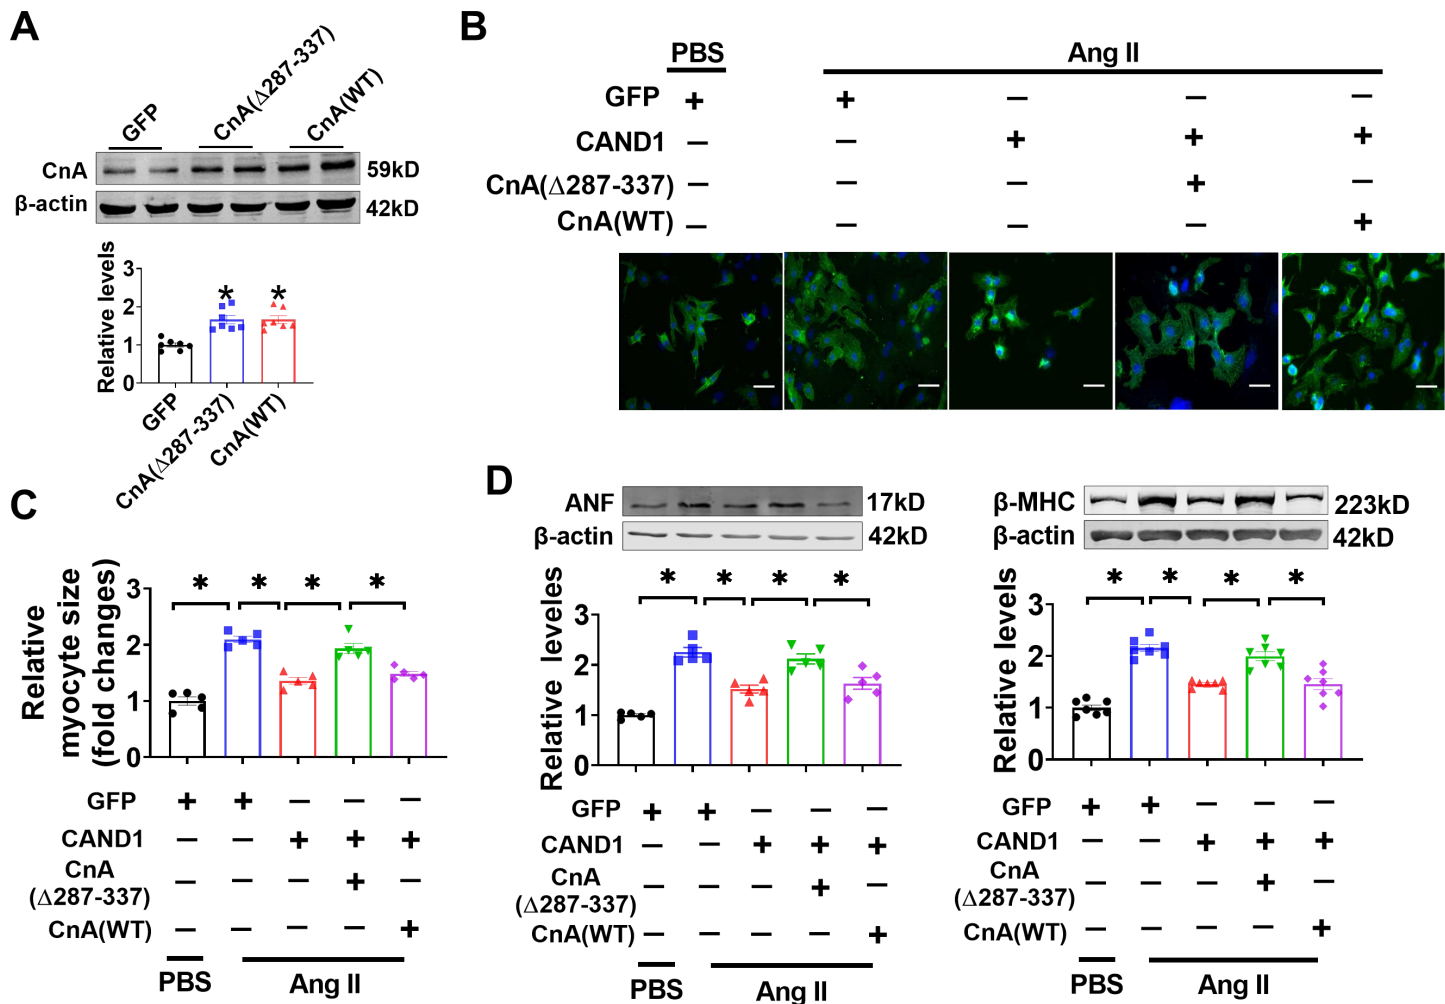 A
GFP
CnA(Δ287-337)
CnA(WT)
CnA
59kD
β-actin
42kD
Relative levels
3
2
1
0
*
*
GFP
CnA(Δ287-337)
CnA(WT)
B
PBS
Ang II
GFP + + − − −
CAND1 − − + + +
CnA(Δ287-337) − − − + −
CnA(WT) − − − − +
C
Relative
myocyte size
(fold changes)
3
2
1
0
* * * *
GFP + + − − −
CAND1 − − + + +
CnA
(Δ287-337) − − − + −
CnA(WT) − − − − +
PBS
Ang II
D
ANF
17kD
β-actin
42kD
Relative leveles
3
2
1
0
* * * *
GFP + + − − −
CAND1 − − + + +
CnA
(Δ287-337) − − − + −
CnA(WT) − − − − +
PBS
Ang II
β-MHC
223kD
β-actin
42kD
Relative levels
3
2
1
0
* * * *
GFP + + − − −
CAND1 − − + + +
CnA
(Δ287-337) − − − + −
CnA(WT) − − − − +
PBS
Ang II